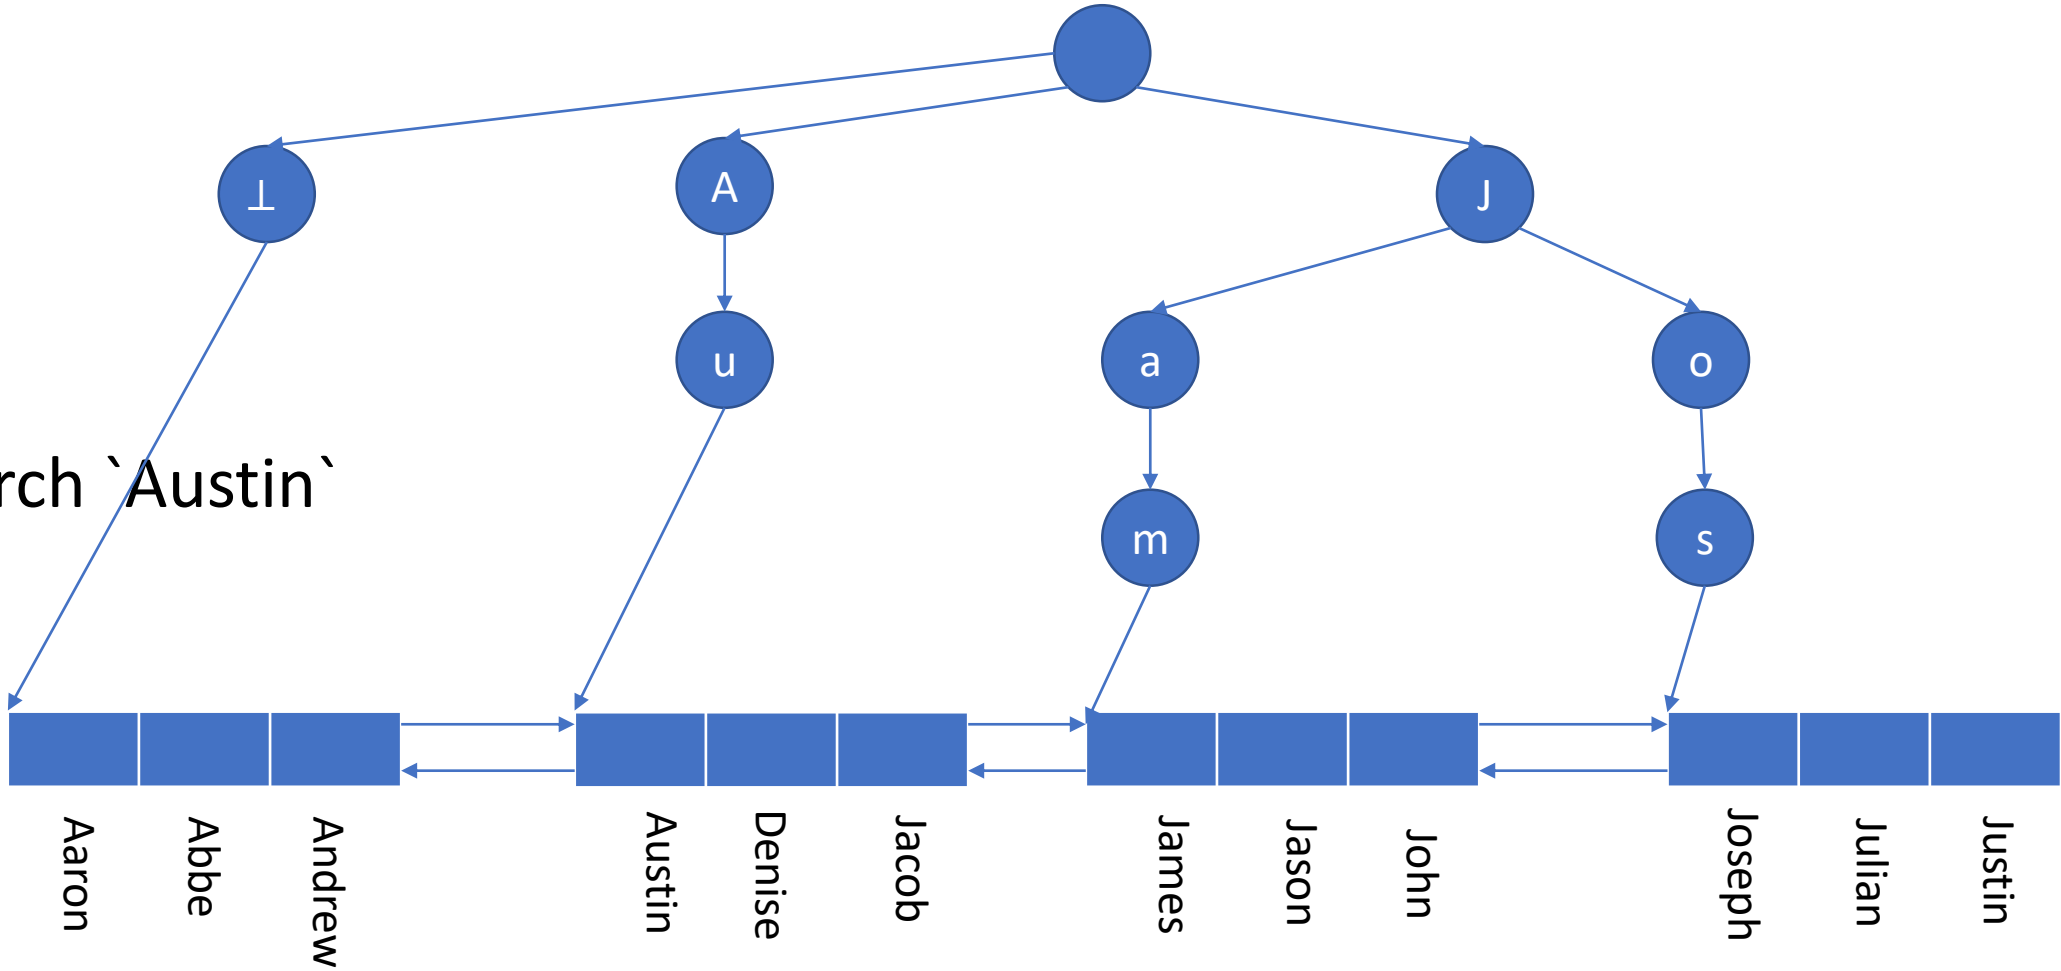 ⊥
A
J
u
a
o
rch `Austin`
m
s
Aaron
Abbe
Andrew
Austin
Denise
Jacob
James
Jason
John
Joseph
Julian
Justin